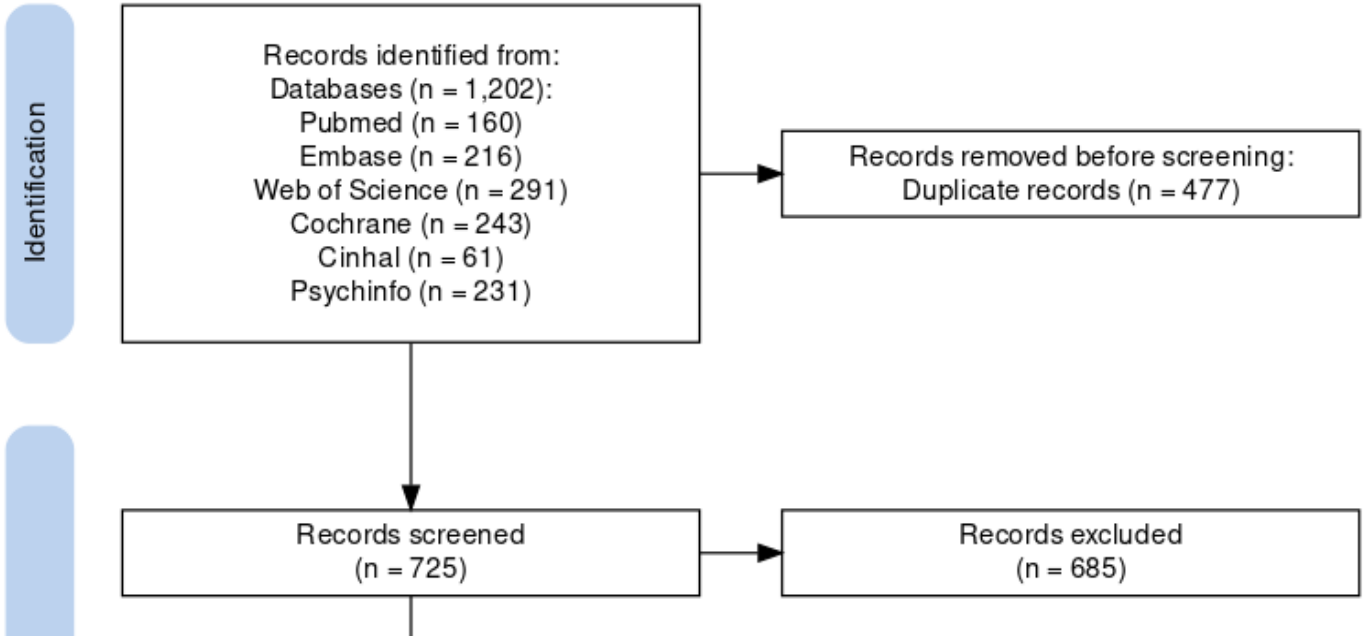 Identification
Records identified from:
Databases (n = 1,202):
Pubmed (n = 160)
Embase (n = 216)
Web of Science (n = 291)
Cochrane (n = 243)
Cinhal (n = 61)
Psychinfo (n = 231)
Records removed before screening:
Duplicate records (n = 477)
Records screened
(n = 725)
Records excluded
(n = 685)